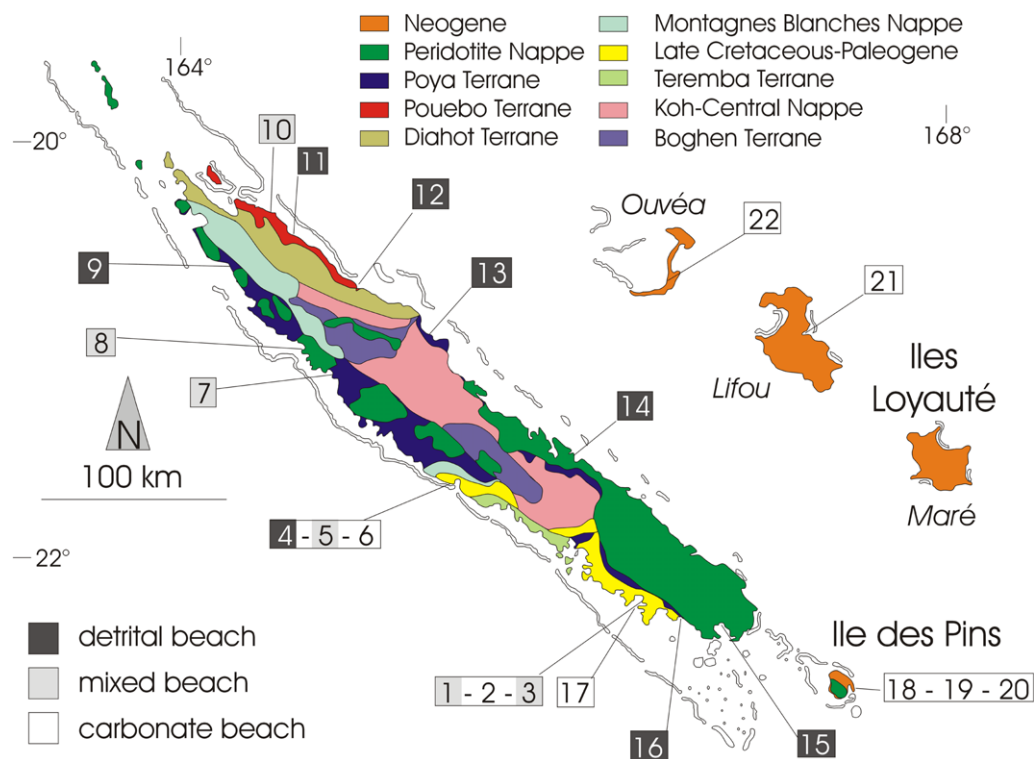 Neogene
Peridotite Nappe
Poya Terrane
Pouebo Terrane
Diahot Terrane
Montagnes Blanches Nappe
Late Cretaceous-Paleogene
Teremba Terrane
Koh-Central Nappe
Boghen Terrane
164°
168°
20°
22°
10
11
12
13
9
8
7
14
4 - 5 - 6
1 - 2 - 3
17
16
15
18 - 19 - 20
Ouvéa
22
21
Lifou
Iles
Loyauté
Maré
Ile des Pins
N
100 km
detrital beach
mixed beach
carbonate beach